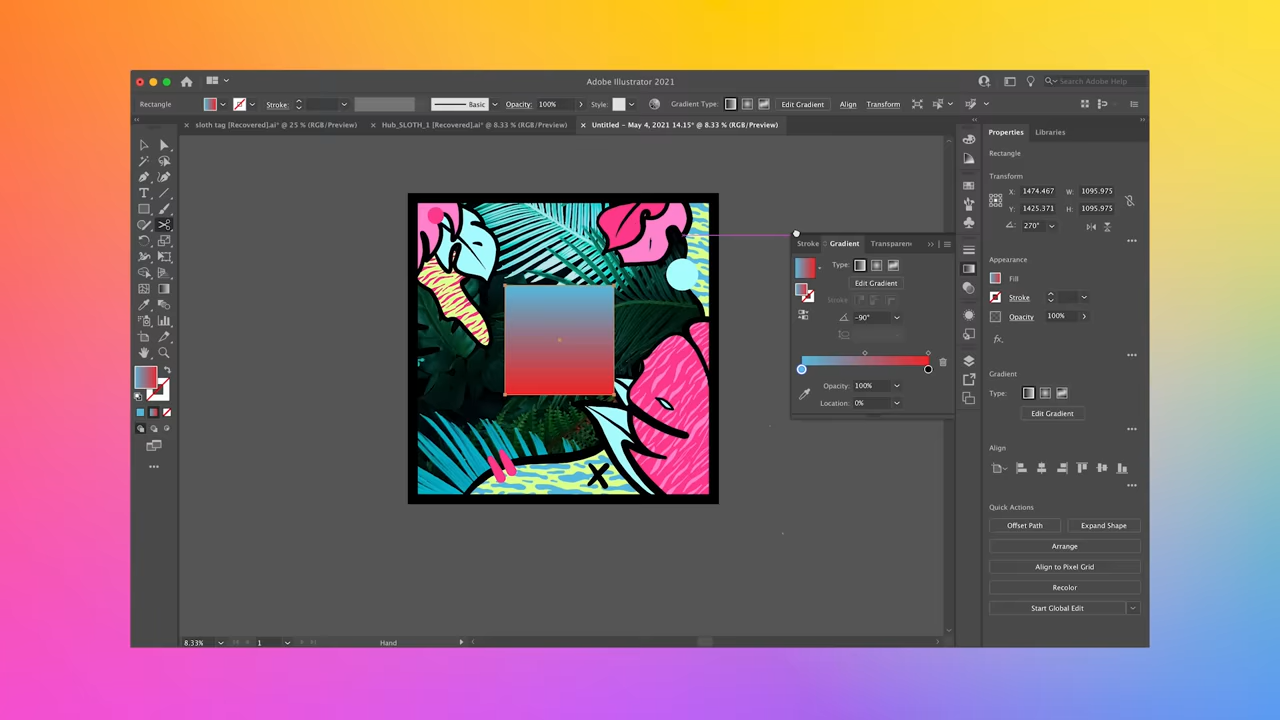 Adobe Illustrator 2021
Search Adobe Help
Rectangle
Stroke:
Basic
Opacity: 100%
Style:
Gradient Type:
Edit Gradient
Align
Transform
sloth tag [Recovered].ai* @ 25 % (RGB/Preview)
Hub_SLOTH_1 [Recovered].ai* @ 8.33 % (RGB/Preview)
Untitled – May 4, 2021 14.15* @ 8.33 % (RGB/Preview)
Properties
Libraries
Rectangle
Transform
X: 1474.467
W: 1095.975
Y: 1425.371
H: 1095.975
270°
Appearance
Fill
Stroke
Opacity
100%
fx.
Gradient
Type:
Edit Gradient
Align
Quick Actions
Offset Path
Expand Shape
Arrange
Align to Pixel Grid
Recolor
Start Global Edit
Stroke
Gradient
Transparen
Type:
Edit Gradient
Stroke:
-90°
Opacity: 100%
Location: 0%
8.33%
1
Hand